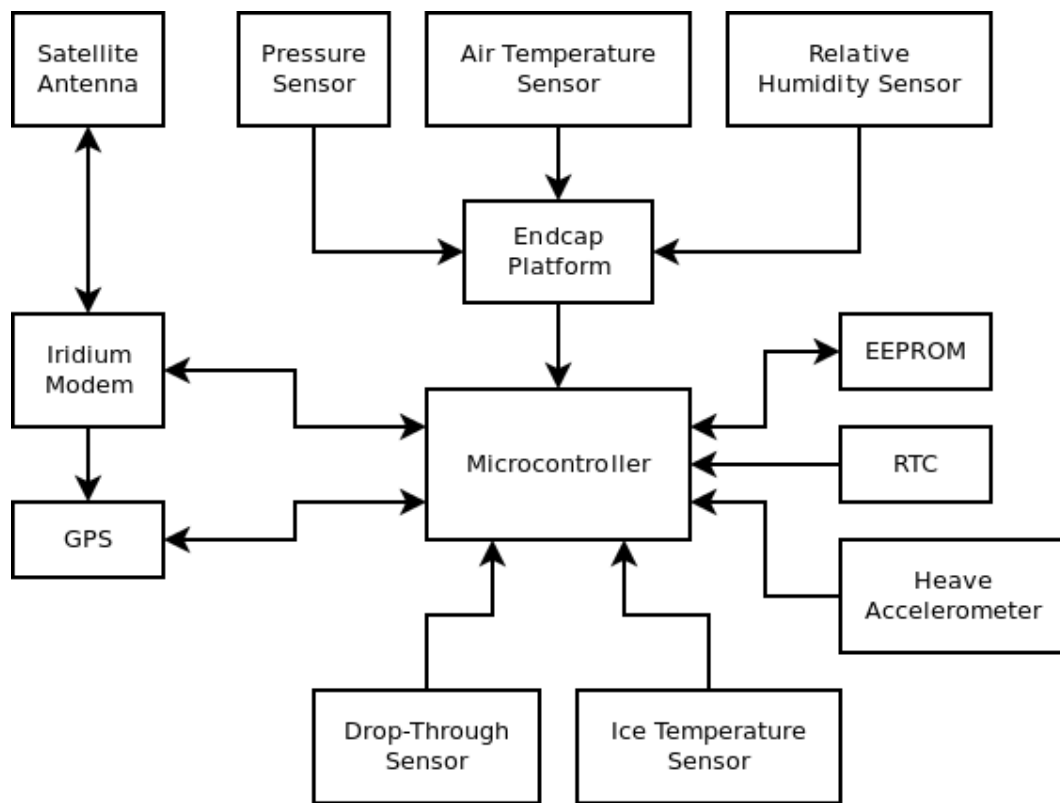 Satellite
Antenna
Pressure
Sensor
Air Temperature
Sensor
Relative
Humidity Sensor
Endcap
Platform
Iridium
Modem
EEPROM
Microcontroller
RTC
GPS
Heave
Accelerometer
Drop-Through
Sensor
Ice Temperature
Sensor